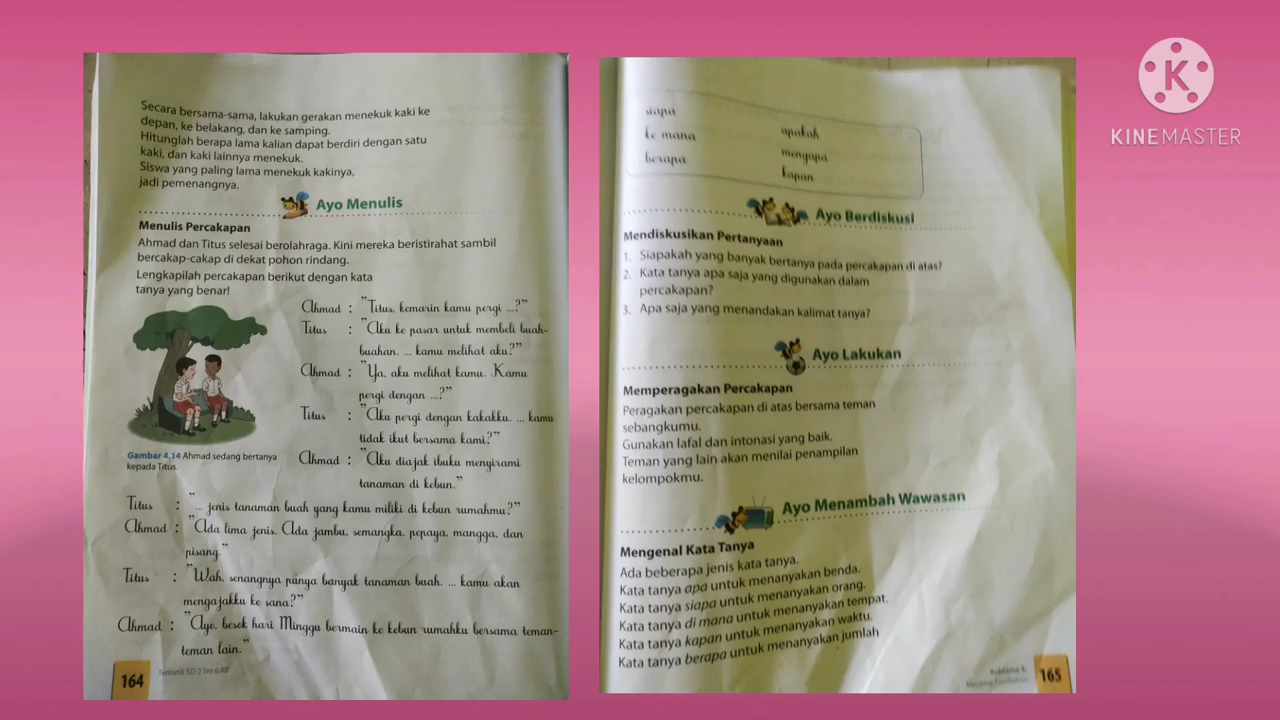 Secara bersama-sama, lakukan gerakan menekuk kaki ke
depan, ke belakang, dan ke samping.
Hitunglah berapa lama kalian dapat berdiri dengan satu
kaki, dan kaki lainnya menekuk.
Siswa yang paling lama menekuk kakinya,
jadi pemenangnya.
Ayo Menulis
Menulis Percakapan
Ahmad dan Titus selesai berolahraga. Kini mereka beristirahat sambil
bercakap-cakap di dekat pohon rindang.
Lengkapilah percakapan berikut dengan kata
tanya yang benar!
Ahmad : "Titus, kemarin kamu pergi ...?"
Titus : "Aku ke pasar untuk membeli buah-
buahan. ... kamu melihat aku?"
Ahmad : "Ya, aku melihat kamu. Kamu
pergi dengan ...?"
Titus : "Aku pergi dengan kakakku. ... kamu
tidak ikut bersama kami?"
Ahmad : "Aku diajak ibuku menyirami
tanaman di kebun."
Gambar 4.14 Ahmad sedang bertanya
kepada Titus.
Titus : "... jenis tanaman buah yang kamu miliki di kebun rumahmu?"
Ahmad : "Ada lima jenis. Ada jambu, semangka, pepaya, mangga, dan
pisang."
Titus : "Wah, senangnya punya banyak tanaman buah. ... kamu akan
mengajakku ke sana?"
Ahmad : "Ayo, besok hari Minggu bermain ke kebun rumahku bersama teman-
teman lain."
164
Tematik SD 2 Tm 6 RB
siapa
ke mana apakah
berapa mengapa
kapan
Ayo Berdiskusi
Mendiskusikan Pertanyaan
1. Siapakah yang banyak bertanya pada percakapan di atas?
2. Kata tanya apa saja yang digunakan dalam
percakapan?
3. Apa saja yang menandakan kalimat tanya?
Ayo Lakukan
Memperagakan Percakapan
Peragakan percakapan di atas bersama teman
sebangkumu.
Gunakan lafal dan intonasi yang baik.
Teman yang lain akan menilai penampilan
kelompokmu.
Ayo Menambah Wawasan
Mengenal Kata Tanya
Ada beberapa jenis kata tanya.
Kata tanya apa untuk menanyakan benda.
Kata tanya siapa untuk menanyakan orang.
Kata tanya di mana untuk menanyakan tempat.
Kata tanya kapan untuk menanyakan waktu.
Kata tanya berapa untuk menanyakan jumlah
165
KINEMASTER